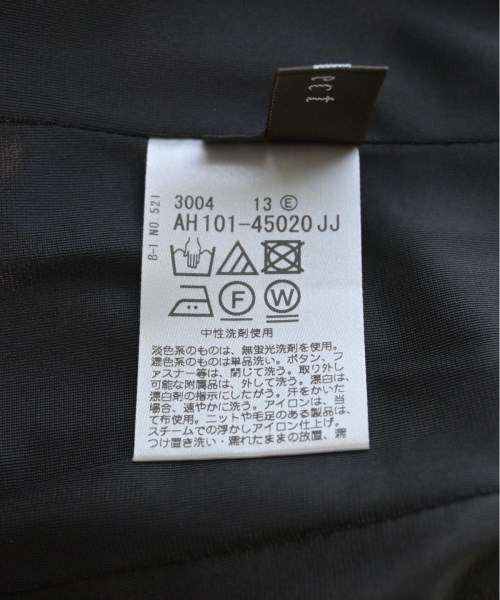 Peti
B-1 NO.521
3004 13 Ⓔ
AH101-45020JJ
F W
中性洗剤使用
淡色系のものは、無蛍光洗剤を使用。
濃色系のものは単品洗い。ボタン、フ
ァスナー等は、閉じて洗う。取り外し
可能な附属品は、外して洗う。漂白は、
漂白剤の指示にしたがう。汗をかいた
場合、速やかに洗う。アイロンは、当
て布使用。ニットや毛足のある製品は、
スチームでの浮かしアイロン仕上げ。
つけ置き洗い・濡れたままの放置、濡